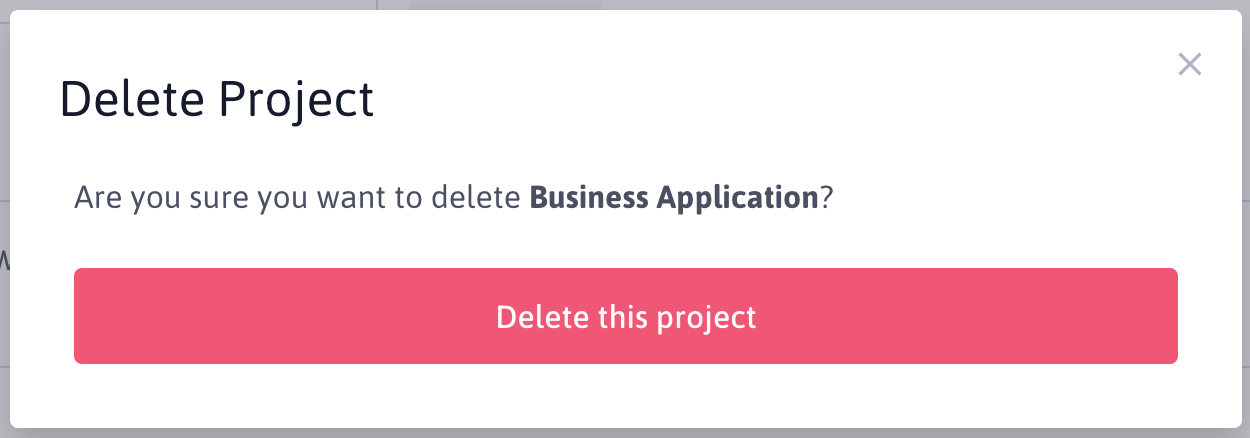 Delete Project
Are you sure you want to delete Business Application?
Delete this project